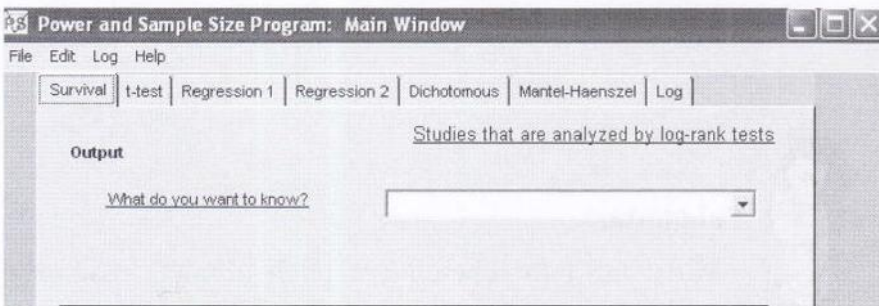 PS Power and Sample Size Program: Main Window
File Edit Log Help
Survival t-test Regression 1 Regression 2 Dichotomous Mantel-Haenszel Log
Studies that are analyzed by log-rank tests
Output
What do you want to know?